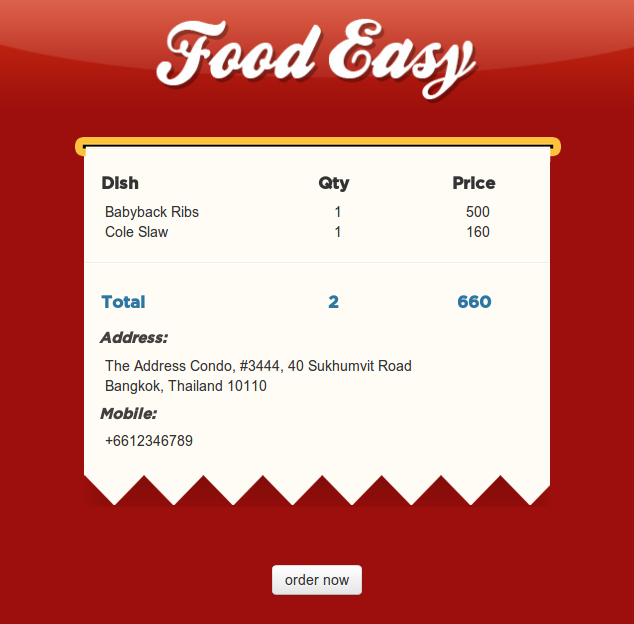 Food Easy
Dish Qty Price
Babyback Ribs 1 500
Cole Slaw 1 160
Total 2 660
Address:
The Address Condo, #3444, 40 Sukhumvit Road
Bangkok, Thailand 10110
Mobile:
+6612346789
order now